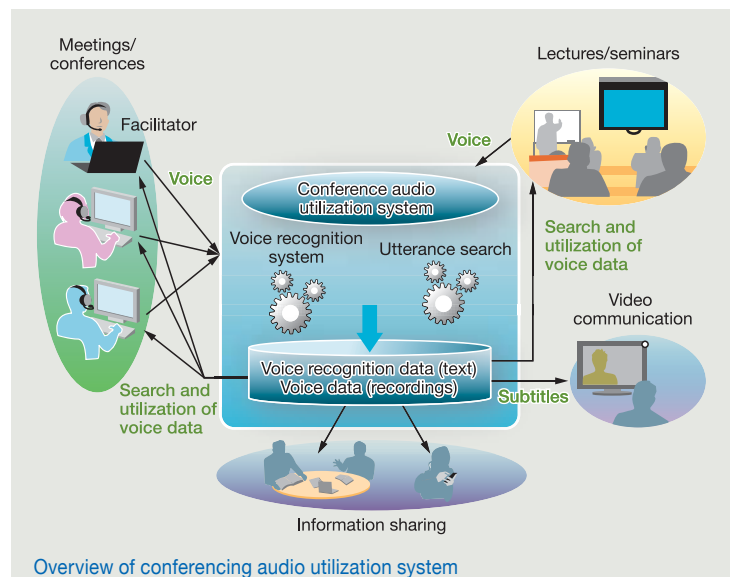 Meetings/
conferences
Facilitator
Voice
Lectures/seminars
Voice
Conference audio
utilization system
Voice recognition
system
Utterance search
Search and
utilization of
voice data
Video
communication
Voice recognition data (text)
Voice data (recordings)
Subtitles
Search and
utilization of
voice data
Information sharing
Overview of conferencing audio utilization system